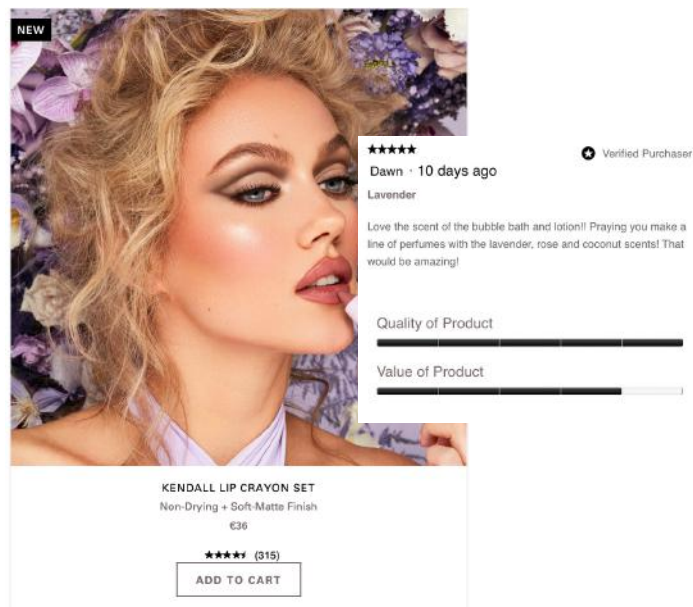 NEW
★★★★★
Verified Purchaser
Dawn · 10 days ago
Lavender
Love the scent of the bubble bath and lotion!! Praying you make a
line of perfumes with the lavender, rose and coconut scents! That
would be amazing!
Quality of Product
Value of Product
KENDALL LIP CRAYON SET
Non-Drying + Soft-Matte Finish
€36
(315)
ADD TO CART